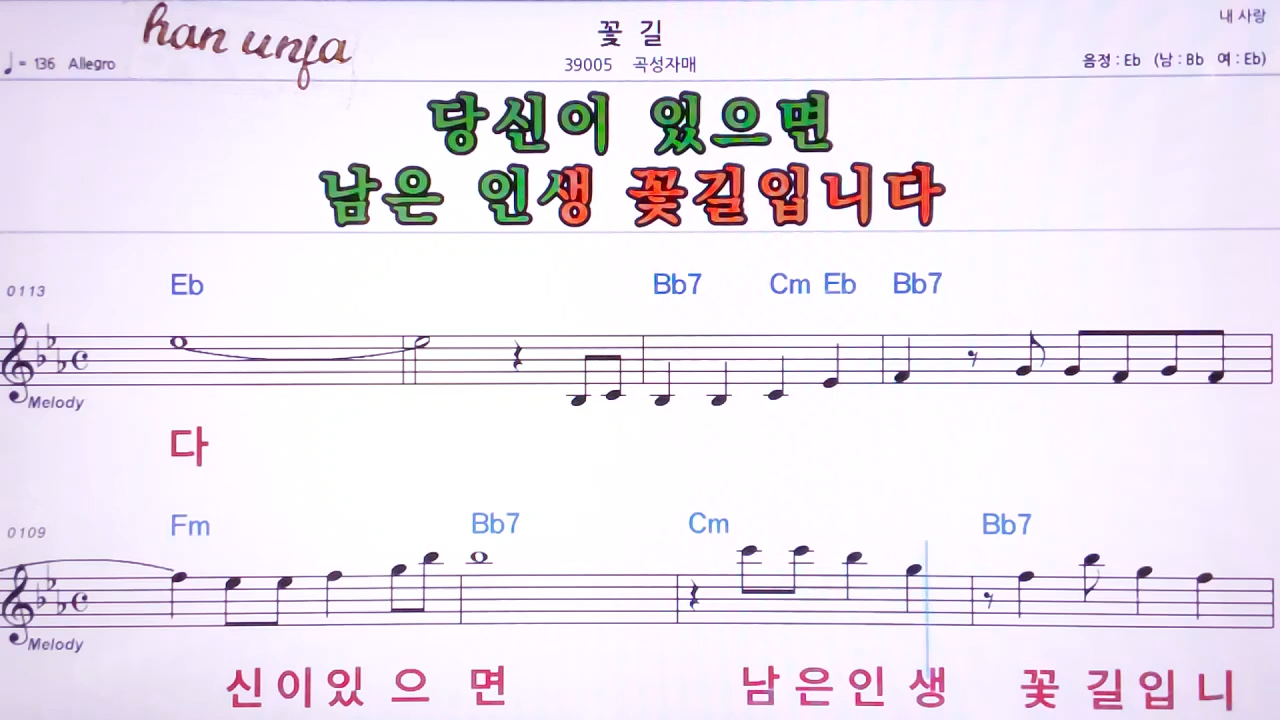 han unja
꽃 길
내 사랑
♩= 136 Allegro
39005 곡성자매
음정 : Eb (남 : Bb 여 : Eb)
당신이 있으면
남은 인생 꽃길입니다
0113 Eb Bb7 Cm Eb Bb7
Melody
다
0109 Fm Bb7 Cm Bb7
Melody
신이있 으 면 남은인 생 꽃 길입 니